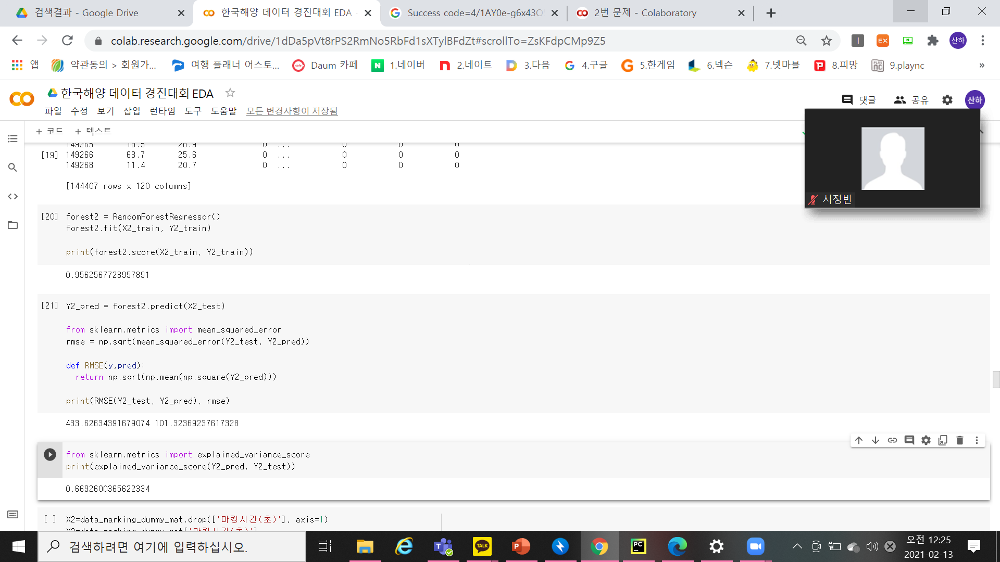 검색결과 - Google Drive
한국해양 데이터 경진대회 EDA -
Success code=4/1AY0e-g6x43O
2번 문제 - Colaboratory
colab.research.google.com/drive/1dDa5pVt8rPS2RmNo5RbFd1sXTylBFdZt#scrollTo=ZsKFdpCMp9Z5
EX
산하
앱
약관동의 > 회원가...
여행 플래너 어스토...
Daum 카페
1.네이버
2.네이트
3.다음
4.구글
5.한게임
6.넥슨
7.넷마블
8.피망
9.plaync
»
한국해양 데이터 경진대회 EDA
댓글
공유
산하
파일 수정 보기 삽입 런타임 도구 도움말 모든 변경사항이 저장됨
+ 코드 + 텍스트
149265 18.5 28.9 0 ... 0 0 0
[19] 149266 63.7 25.6 0 ... 0 0 0
149268 11.4 20.7 0 ... 0 0 0
[144407 rows x 120 columns]
서정빈
[20] forest2 = RandomForestRegressor()
forest2.fit(X2_train, Y2_train)
print(forest2.score(X2_train, Y2_train))
0.9562567723957891
[21] Y2_pred = forest2.predict(X2_test)
from sklearn.metrics import mean_squared_error
rmse = np.sqrt(mean_squared_error(Y2_test, Y2_pred))
def RMSE(y,pred):
return np.sqrt(np.mean(np.square(Y2_pred)))
print(RMSE(Y2_test, Y2_pred), rmse)
433.62634391679074 101.32369237617328
from sklearn.metrics import explained_variance_score
print(explained_variance_score(Y2_pred, Y2_test))
0.6692600365622334
[ ] X2=data_marking_dummy_mat.drop(['마킹시간(초)'], axis=1)
Y2=data_marking_dummy_mat['마킹시간(초)']
검색하려면 여기에 입력하십시오.
TALK
PC
오전 12:25
2021-02-13